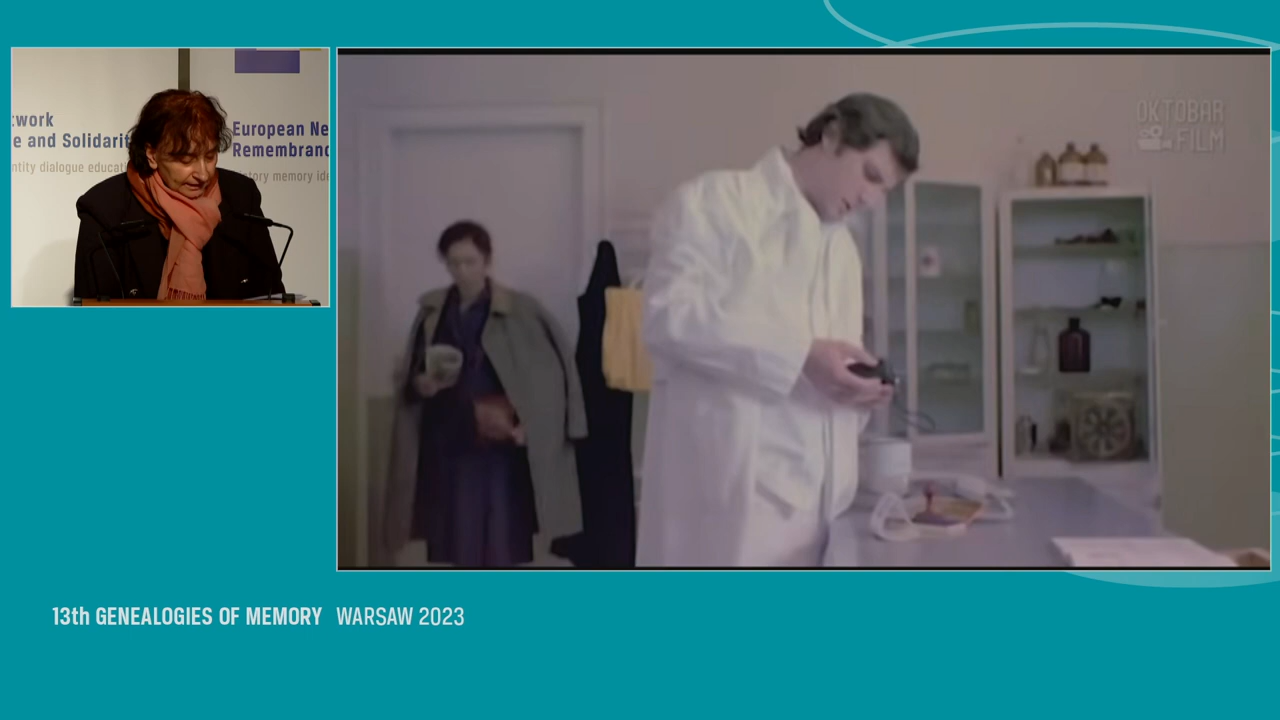 twork
e and Solidarit
ntity dialogue educati
European Ne
Remembranc
story memory ide
OKTOBAR
FILM
13th GENEALOGIES OF MEMORY WARSAW 2023